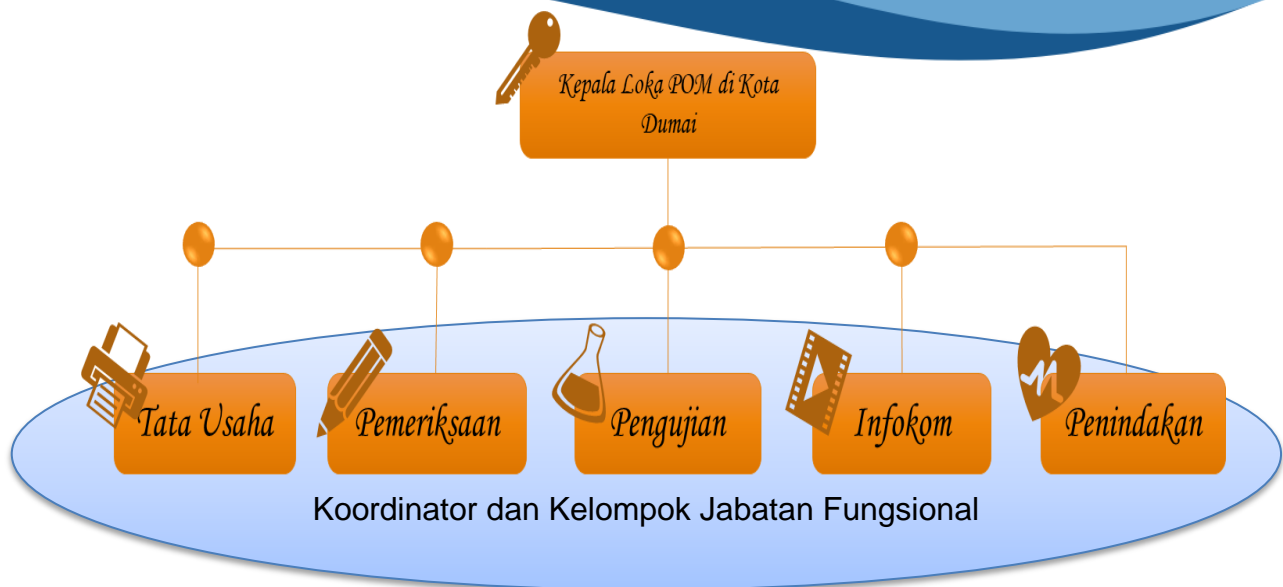 Kepala Loka POM di Kota
Dumai
Tata Usaha
Pemeriksaan
Pengujian
Infokom
Penindakan
Koordinator dan Kelompok Jabatan Fungsional